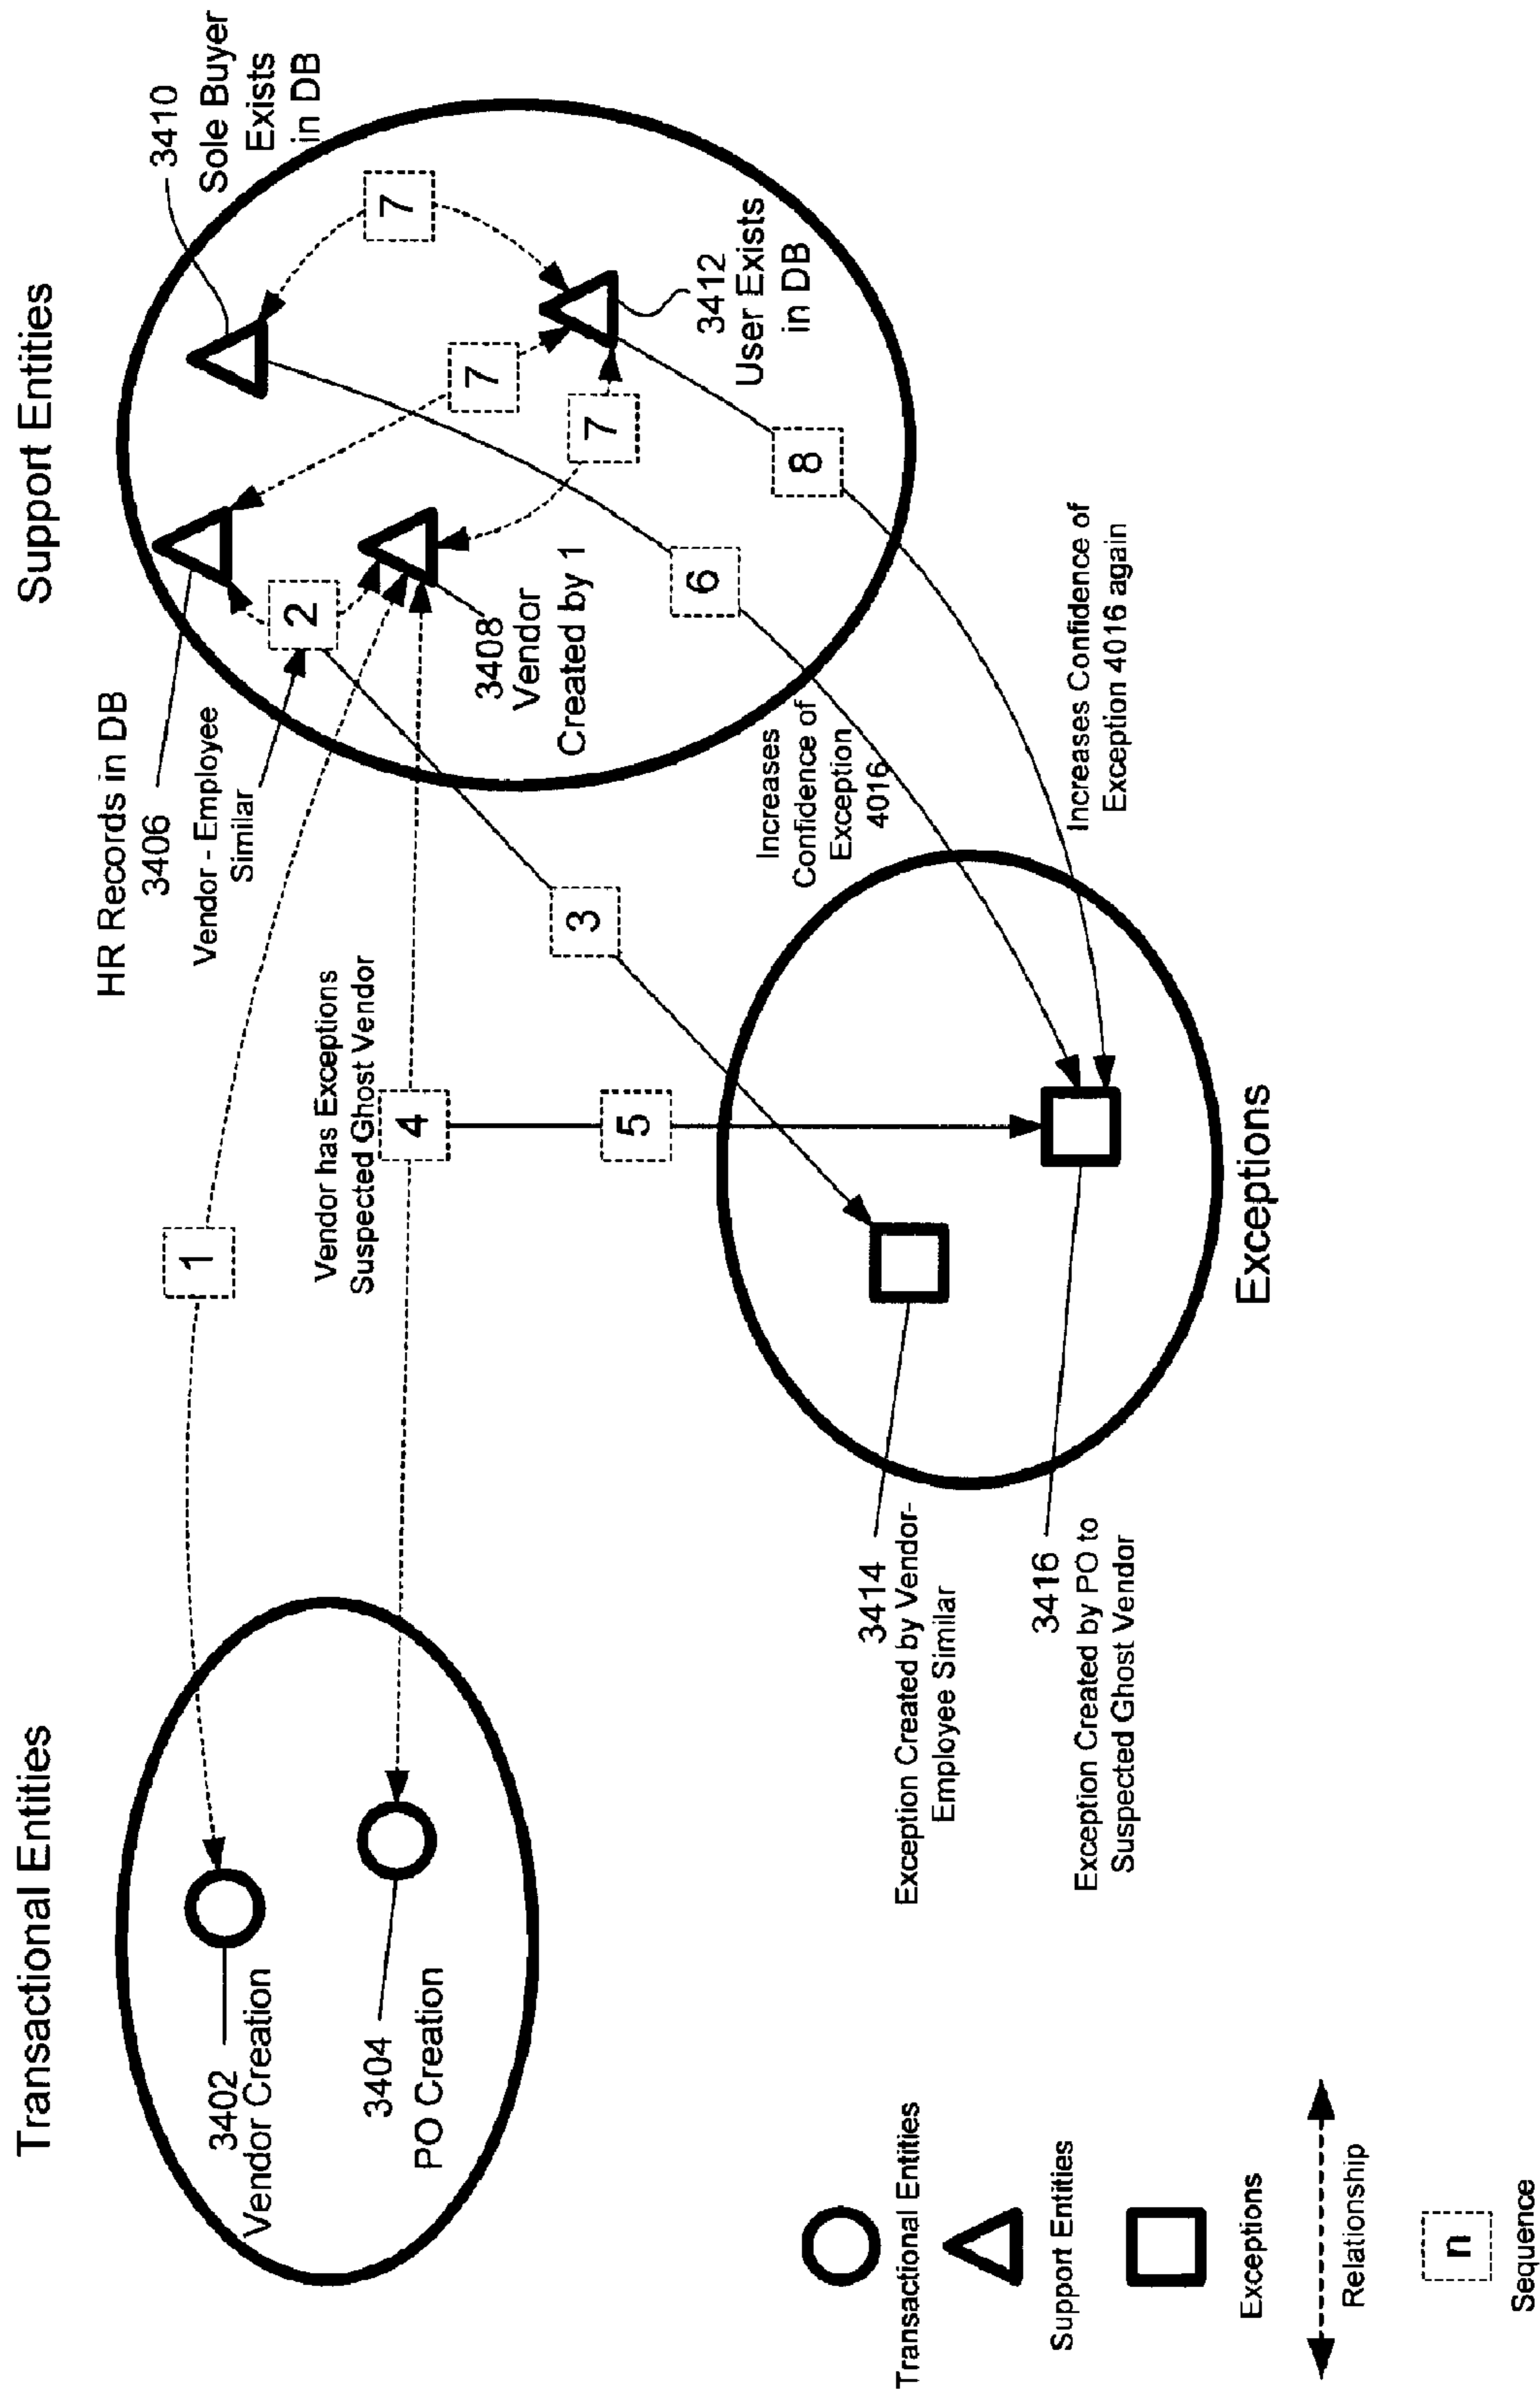 Transactional Entities
Support Entities
3402
Vendor Creation
3404
PO Creation
1
HR Records in DB
3406
Vendor - Employee
Similar
2
3410
Sole Buyer
Exists
in DB
7
7
7
3412
User Exists
in DB
3408
Vendor
Created by 1
Vendor has Exceptions
Suspected Ghost Vendor
4
3
5
6
8
Increases
Confidence of
Exception
4016
Increases Confidence of
Exception 4016 again
3414
Exception Created by Vendor-
Employee Similar
3416
Exception Created by PO to
Suspected Ghost Vendor
Exceptions
Transactional Entities
Support Entities
Exceptions
Relationship
n
Sequence